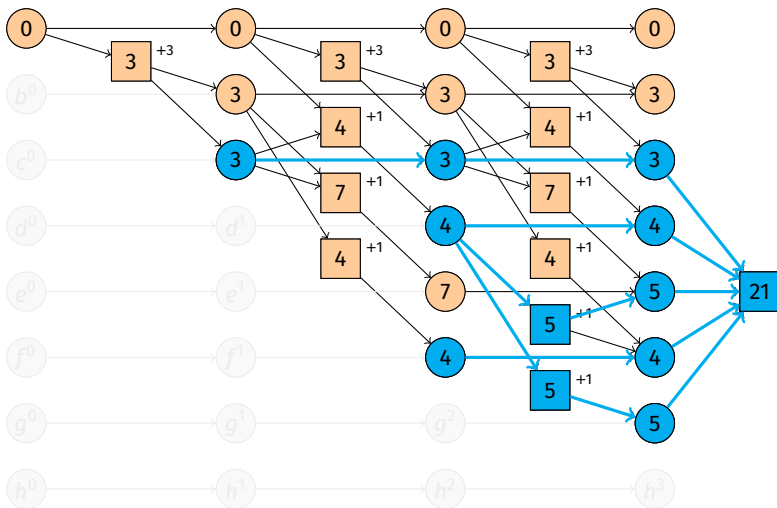 0 0 0 0
3 +3 3 +3 3 +3
b⁰ 3 3 3
4 +1 4 +1
c⁰ 3 3 3
7 +1 7 +1
d⁰ d¹ 4 4
4 +1 4 +1
e⁰ e¹ 7 5 21
5 +1
f⁰ f¹ 4 4
5 +1
g⁰ g¹ g² 5
h⁰ h¹ h² h³